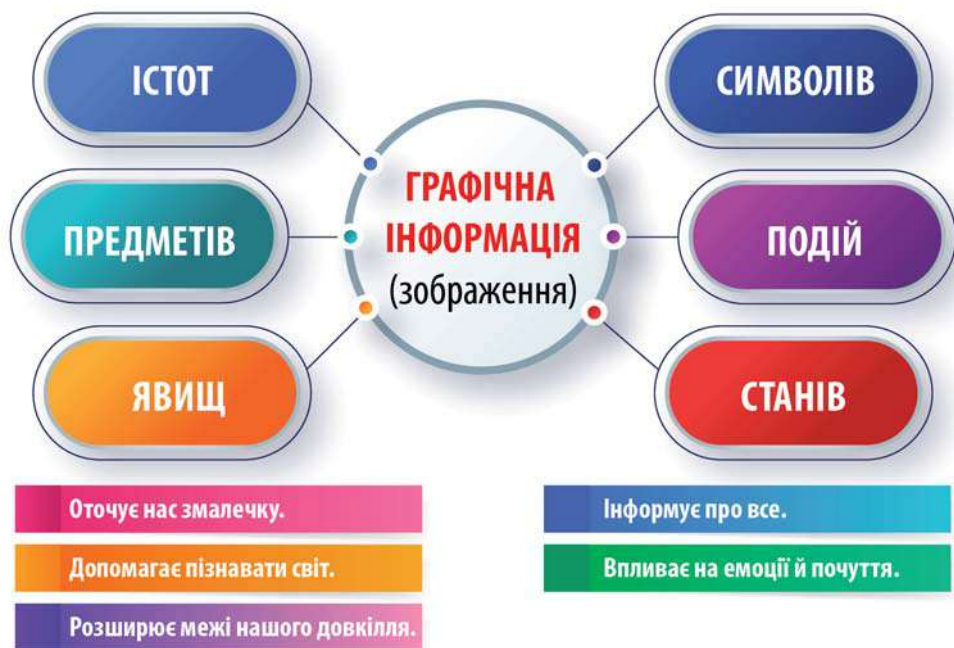 ІСТОТ
ПРЕДМЕТІВ
ЯВИЩ
ГРАФІЧНА
ІНФОРМАЦІЯ
(зображення)
СИМВОЛІВ
ПОДІЙ
СТАНІВ
Оточує нас змалечку.
Допомагає пізнавати світ.
Розширює межі нашого довкілля.
Інформує про все.
Впливає на емоції й почуття.